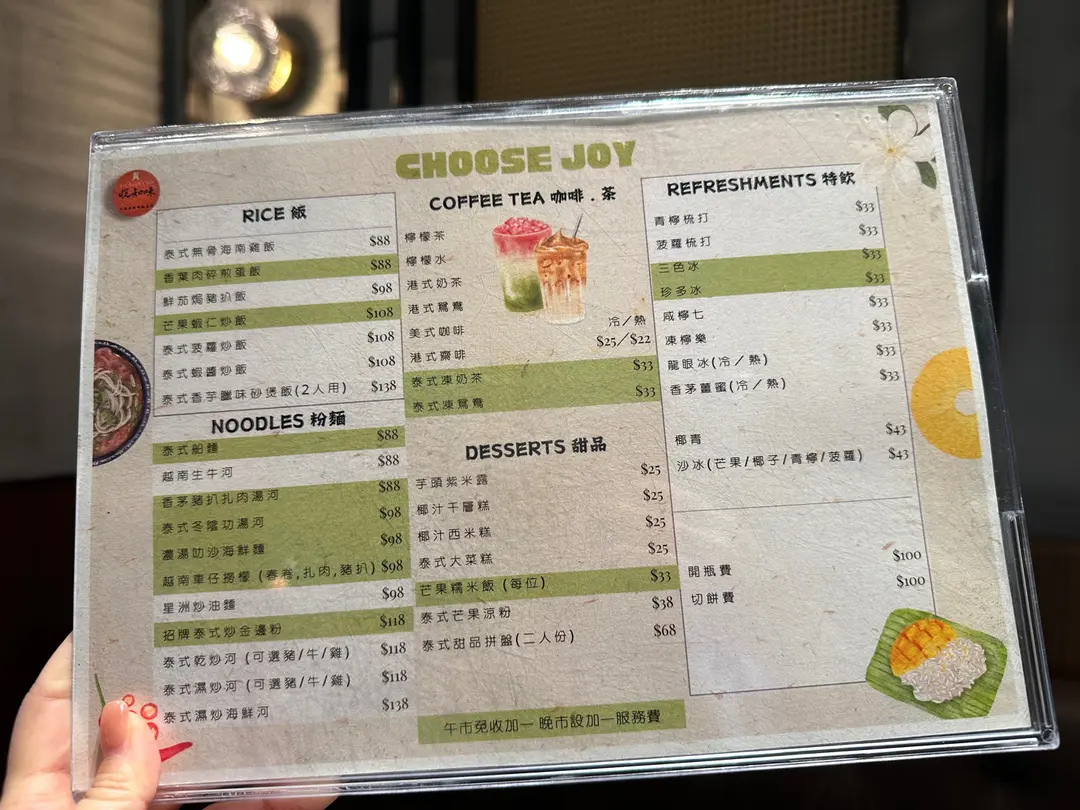 CHOOSE JOY
RICE 飯
泰式無骨海南雞飯 $88
香葉肉碎煎蛋飯 $88
鮮茄焗豬扒飯 $98
芒果蝦仁炒飯 $108
泰式菠蘿炒飯 $108
泰式蝦醬炒飯 $108
泰式香芋臘味砂煲飯(2人用) $138
NOODLES 粉麵
泰式船麵 $88
越南生牛河 $88
香茅豬扒扎肉湯河 $88
泰式冬陰功湯河 $98
濃湯叻沙海鮮麵 $98
越南車仔撈檬 (春卷,扎肉,豬扒) $98
星洲炒油麵 $98
招牌泰式炒金邊粉 $118
泰式乾炒河 (可選豬/牛/雞) $118
泰式濕炒河 (可選豬/牛/雞) $118
泰式濕炒海鮮河 $138
COFFEE TEA 咖啡.茶
檸檬茶
檸檬水
港式奶茶
港式鴛鴦
美式咖啡 冷/熱
港式齋啡 $25/$22
泰式凍奶茶 $33
泰式凍鴛鴦 $33
DESSERTS 甜品
芋頭紫米露 $25
椰汁千層糕 $25
椰汁西米糕 $25
泰式大菜糕 $25
芒果糯米飯 (每位) $33
泰式芒果涼粉 $38
泰式甜品拼盤(二人份) $68
午市免收加一 晚市設加一服務費
REFRESHMENTS 特飲
青檸梳打 $33
菠蘿梳打 $33
三色冰 $33
珍多冰 $33
咸檸七 $33
凍檸樂 $33
龍眼冰(冷/熱) $33
香茅薑蜜(冷/熱) $33
椰青 $43
沙冰(芒果/椰子/青檸/菠蘿) $43
開瓶費 $100
切餅費 $100